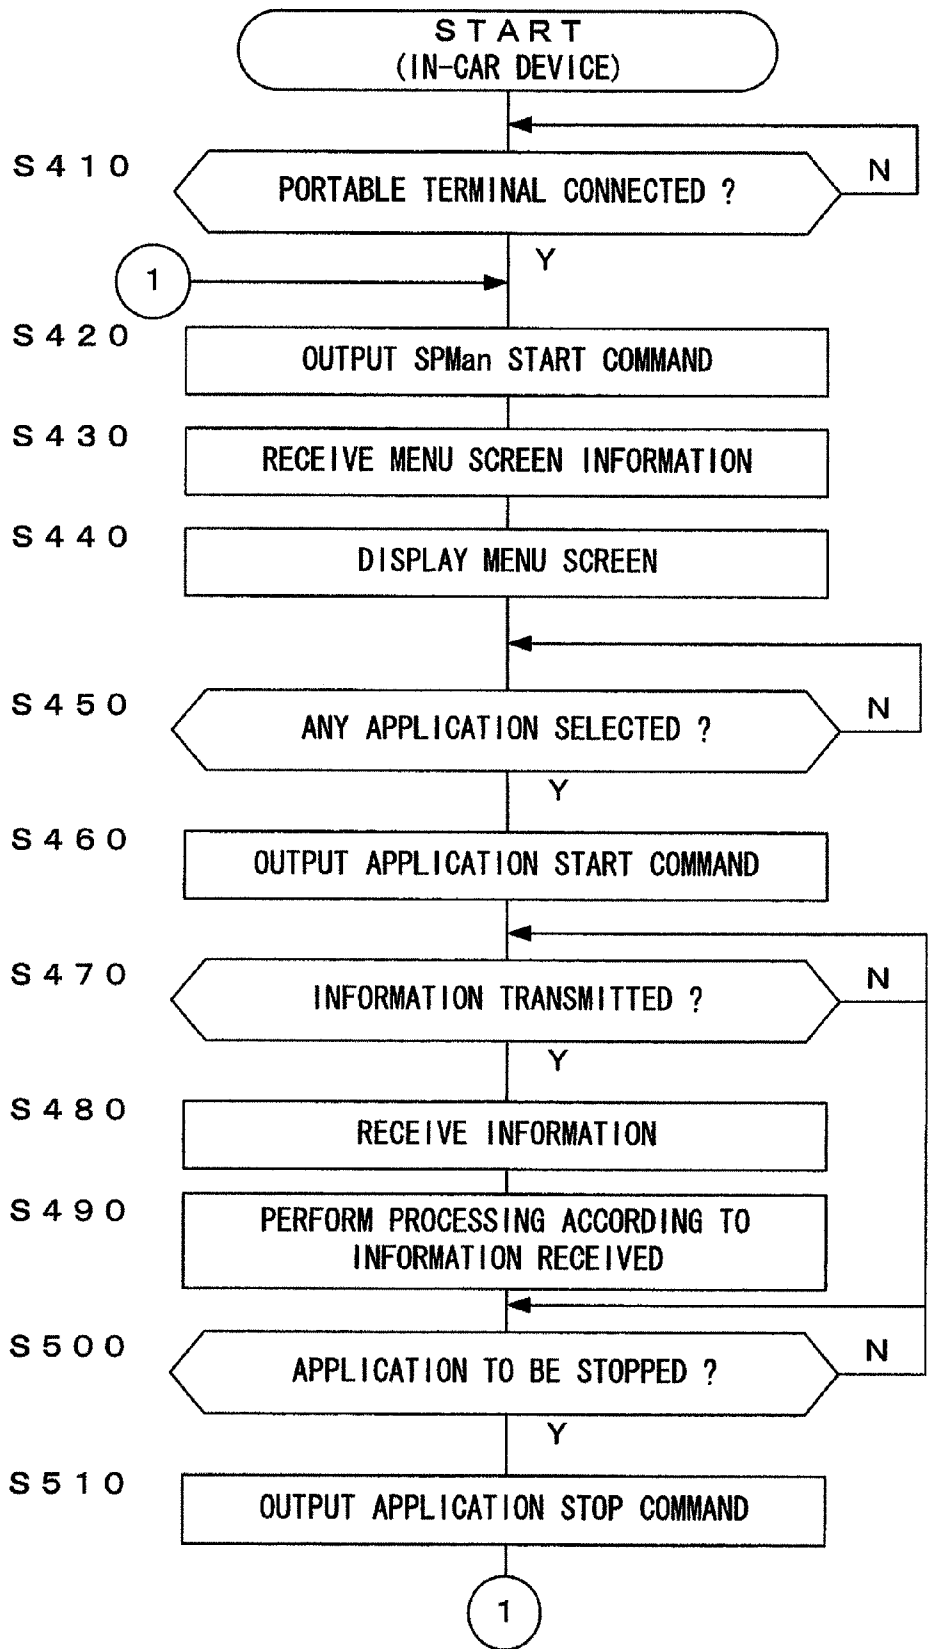 START
(IN-CAR DEVICE)
S410
PORTABLE TERMINAL CONNECTED ?
N
Y
1
S420
OUTPUT SPMan START COMMAND
S430
RECEIVE MENU SCREEN INFORMATION
S440
DISPLAY MENU SCREEN
S450
ANY APPLICATION SELECTED ?
N
Y
S460
OUTPUT APPLICATION START COMMAND
S470
INFORMATION TRANSMITTED ?
N
Y
S480
RECEIVE INFORMATION
S490
PERFORM PROCESSING ACCORDING TO
INFORMATION RECEIVED
S500
APPLICATION TO BE STOPPED ?
N
Y
S510
OUTPUT APPLICATION STOP COMMAND
1